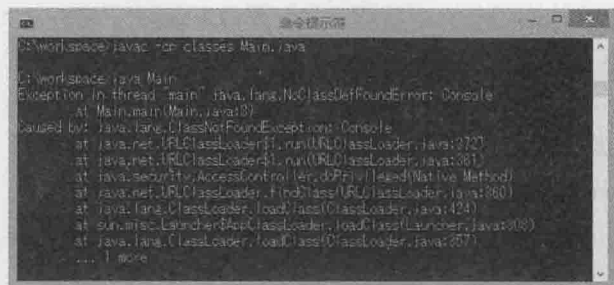 命令提示符
C:\workspace>javac -cp classes Main.java
C:\workspace>java Main
Exception in thread "main" java.lang.NoClassDefFoundError: Console
at Main.main(Main.java:3)
Caused by: java.lang.ClassNotFoundException: Console
at java.net.URLClassLoader$1.run(URLClassLoader.java:372)
at java.net.URLClassLoader$1.run(URLClassLoader.java:361)
at java.security.AccessController.doPrivileged(Native Method)
at java.net.URLClassLoader.findClass(URLClassLoader.java:360)
at java.lang.ClassLoader.loadClass(ClassLoader.java:424)
at sun.misc.Launcher$AppClassLoader.loadClass(Launcher.java:308)
at java.lang.ClassLoader.loadClass(ClassLoader.java:357)
... 1 more